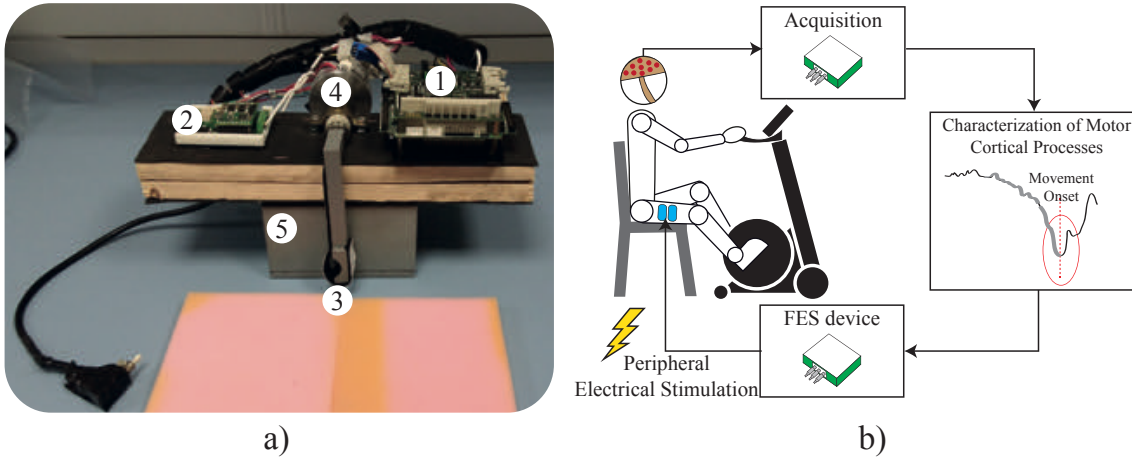 1
2
4
5
3
a)
Acquisition
Characterization of Motor
Cortical Processes
Movement
Onset
FES device
Peripheral
Electrical Stimulation
b)